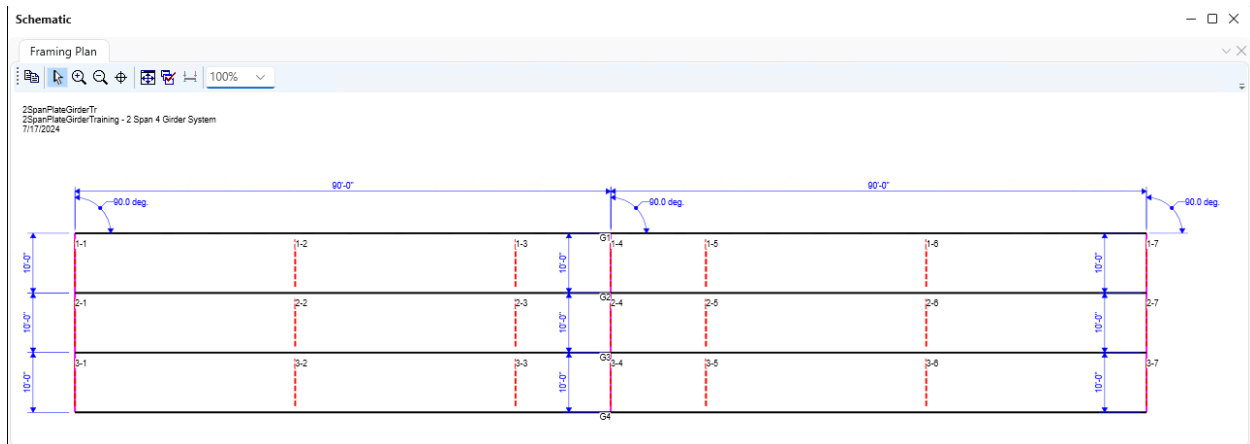 Schematic
Framing Plan
100%
2SpanPlateGirderTr
2SpanPlateGirderTraining - 2 Span 4 Girder System
7/17/2024
90'-0" 90'-0"
90.0 deg. 90.0 deg. 90.0 deg.
G1
1-1 1-2 1-3 1-4 1-5 1-6 1-7
10'-0" 10'-0" 10'-0"
G2
2-1 2-2 2-3 2-4 2-5 2-6 2-7
10'-0" 10'-0" 10'-0"
G3
3-1 3-2 3-3 3-4 3-5 3-6 3-7
10'-0" 10'-0" 10'-0"
G4